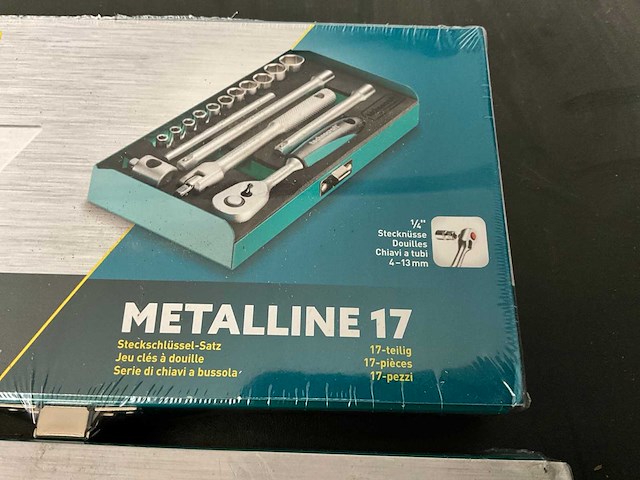 ¼"
Stecknüsse
Douilles
Chiavi a tubi
4–13 mm
METALLINE 17
Steckschlüssel-Satz
Jeu clés à douille
Serie di chiavi a bussola
17-teilig
17-pièces
17-pezzi